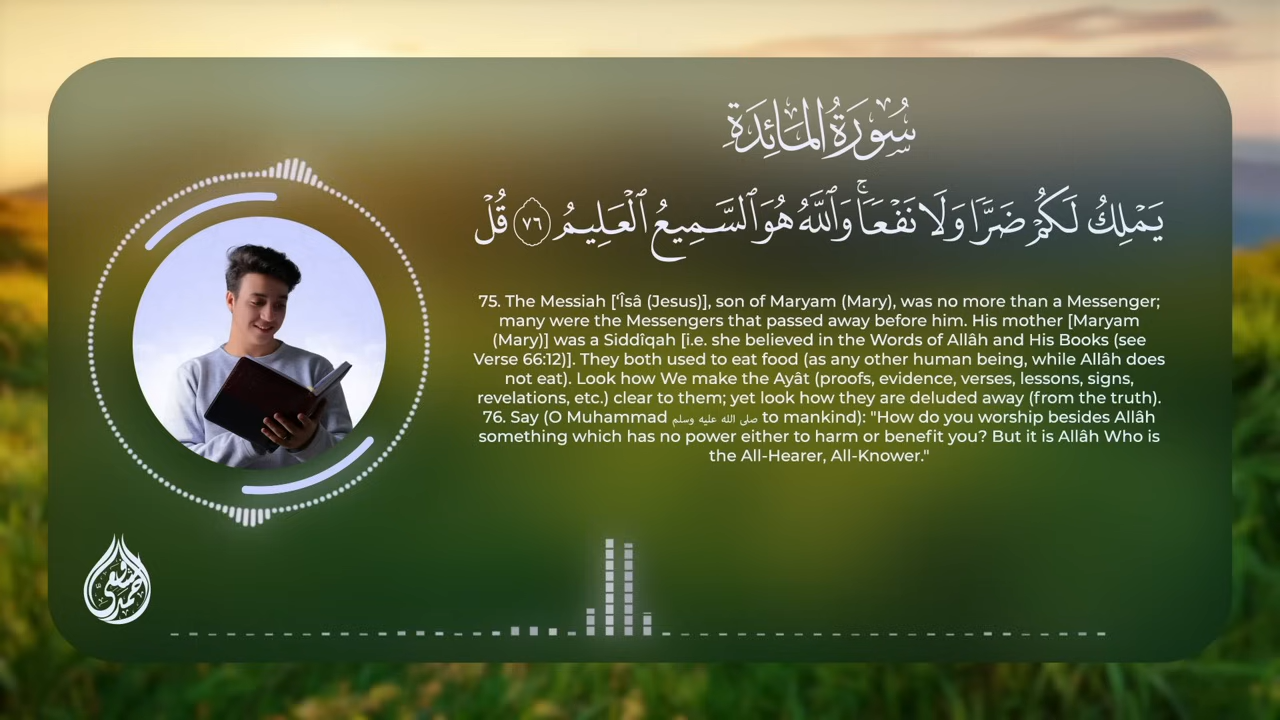 سُورَةُ المَائِدَةِ
يَمْلِكُ لَكُمْ ضَرًّا وَلَا نَفْعًا ۚ وَٱللَّهُ هُوَ ٱلسَّمِيعُ ٱلْعَلِيمُ ٧٦ قُلْ
75. The Messiah ['Îsâ (Jesus)], son of Maryam (Mary), was no more than a Messenger;
many were the Messengers that passed away before him. His mother [Maryam
(Mary)] was a Siddîqah [i.e. she believed in the Words of Allâh and His Books (see
Verse 66:12)]. They both used to eat food (as any other human being, while Allâh does
not eat). Look how We make the Ayât (proofs, evidence, verses, lessons, signs,
revelations, etc.) clear to them; yet look how they are deluded away (from the truth).
76. Say (O Muhammad صلى الله عليه وسلم to mankind): "How do you worship besides Allâh
something which has no power either to harm or benefit you? But it is Allâh Who is
the All-Hearer, All-Knower."